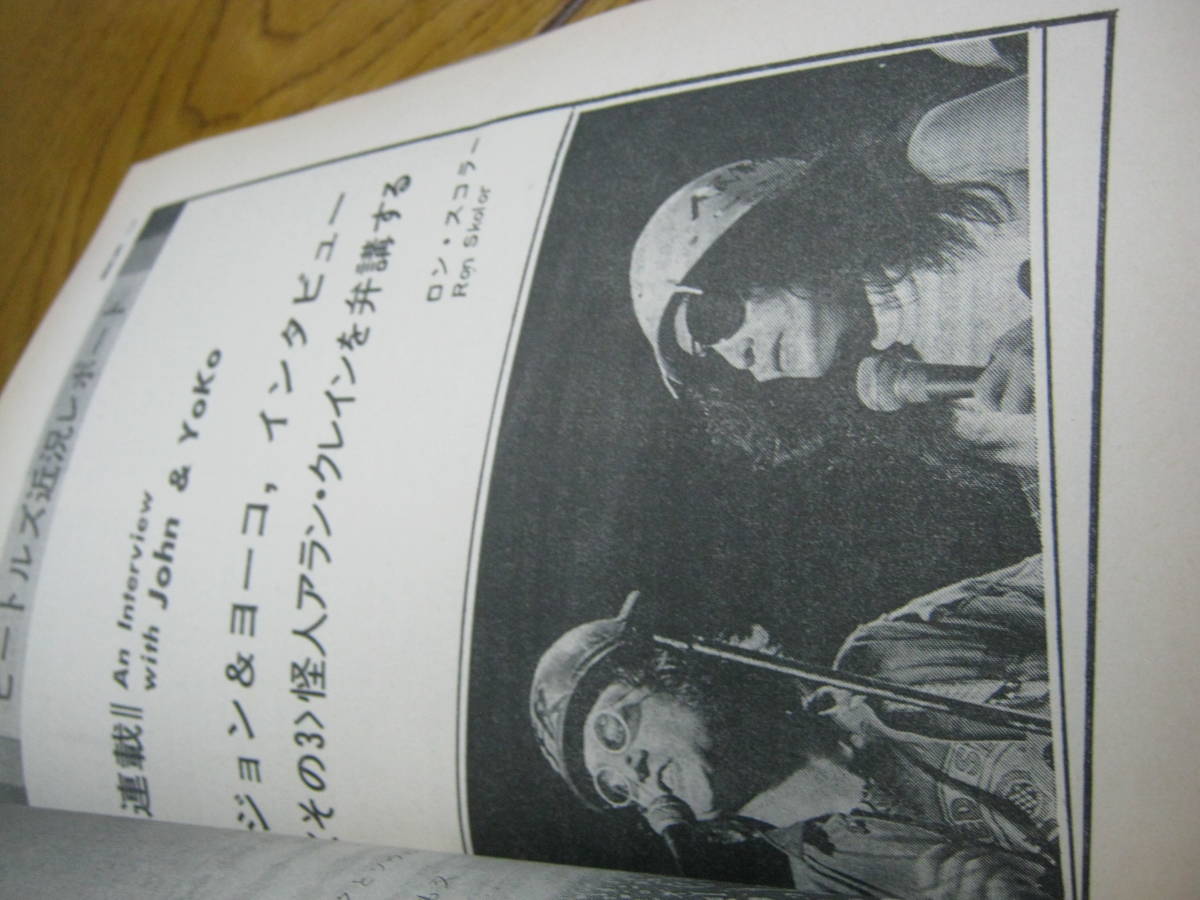 ビートルズ近況レポート
連載‖ An Interview
with John & YoKo
ジョン&ヨーコ, インタビュー
その3〉怪人アラン・クレインを弁講する
ロン・スコラー
Ron Skolor